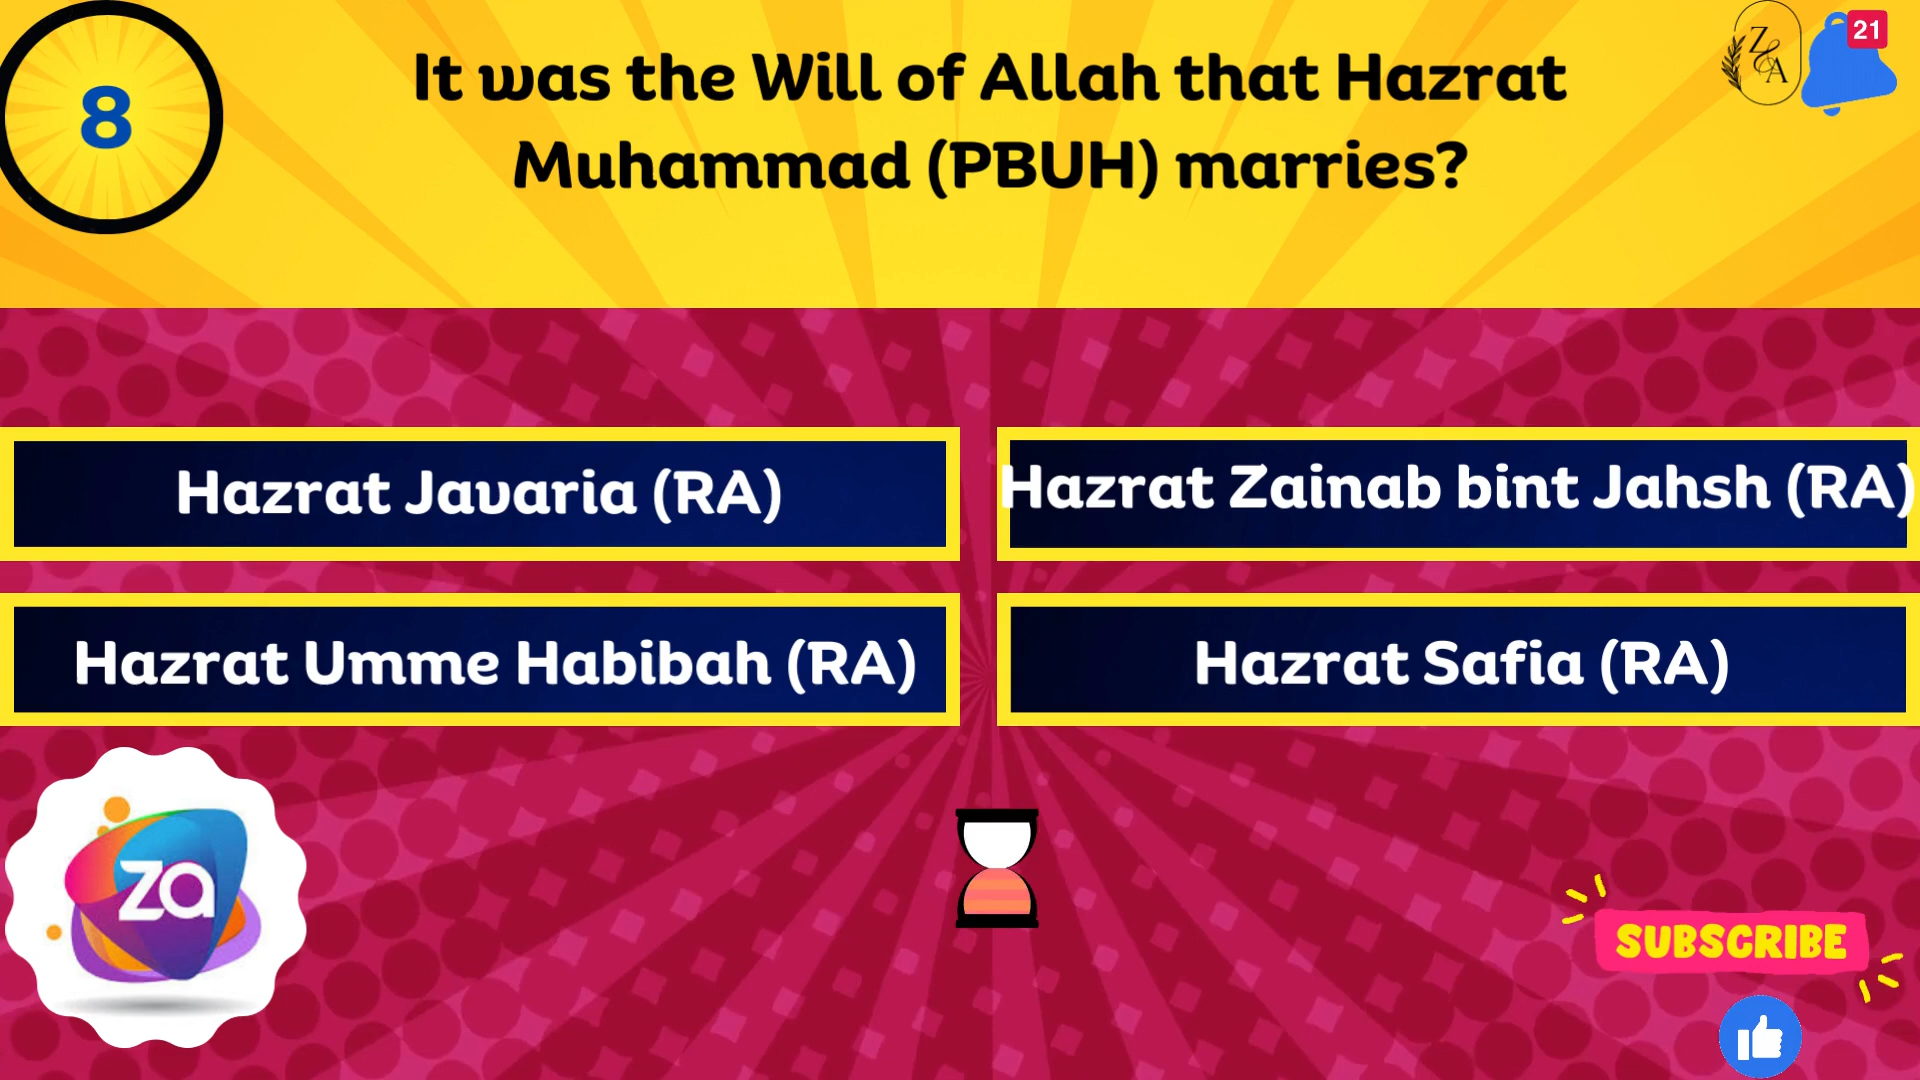 8
It was the Will of Allah that Hazrat
Muhammad (PBUH) marries?
Z&A
21
Hazrat Javaria (RA)
Hazrat Zainab bint Jahsh (RA)
Hazrat Umme Habibah (RA)
Hazrat Safia (RA)
za
SUBSCRIBE